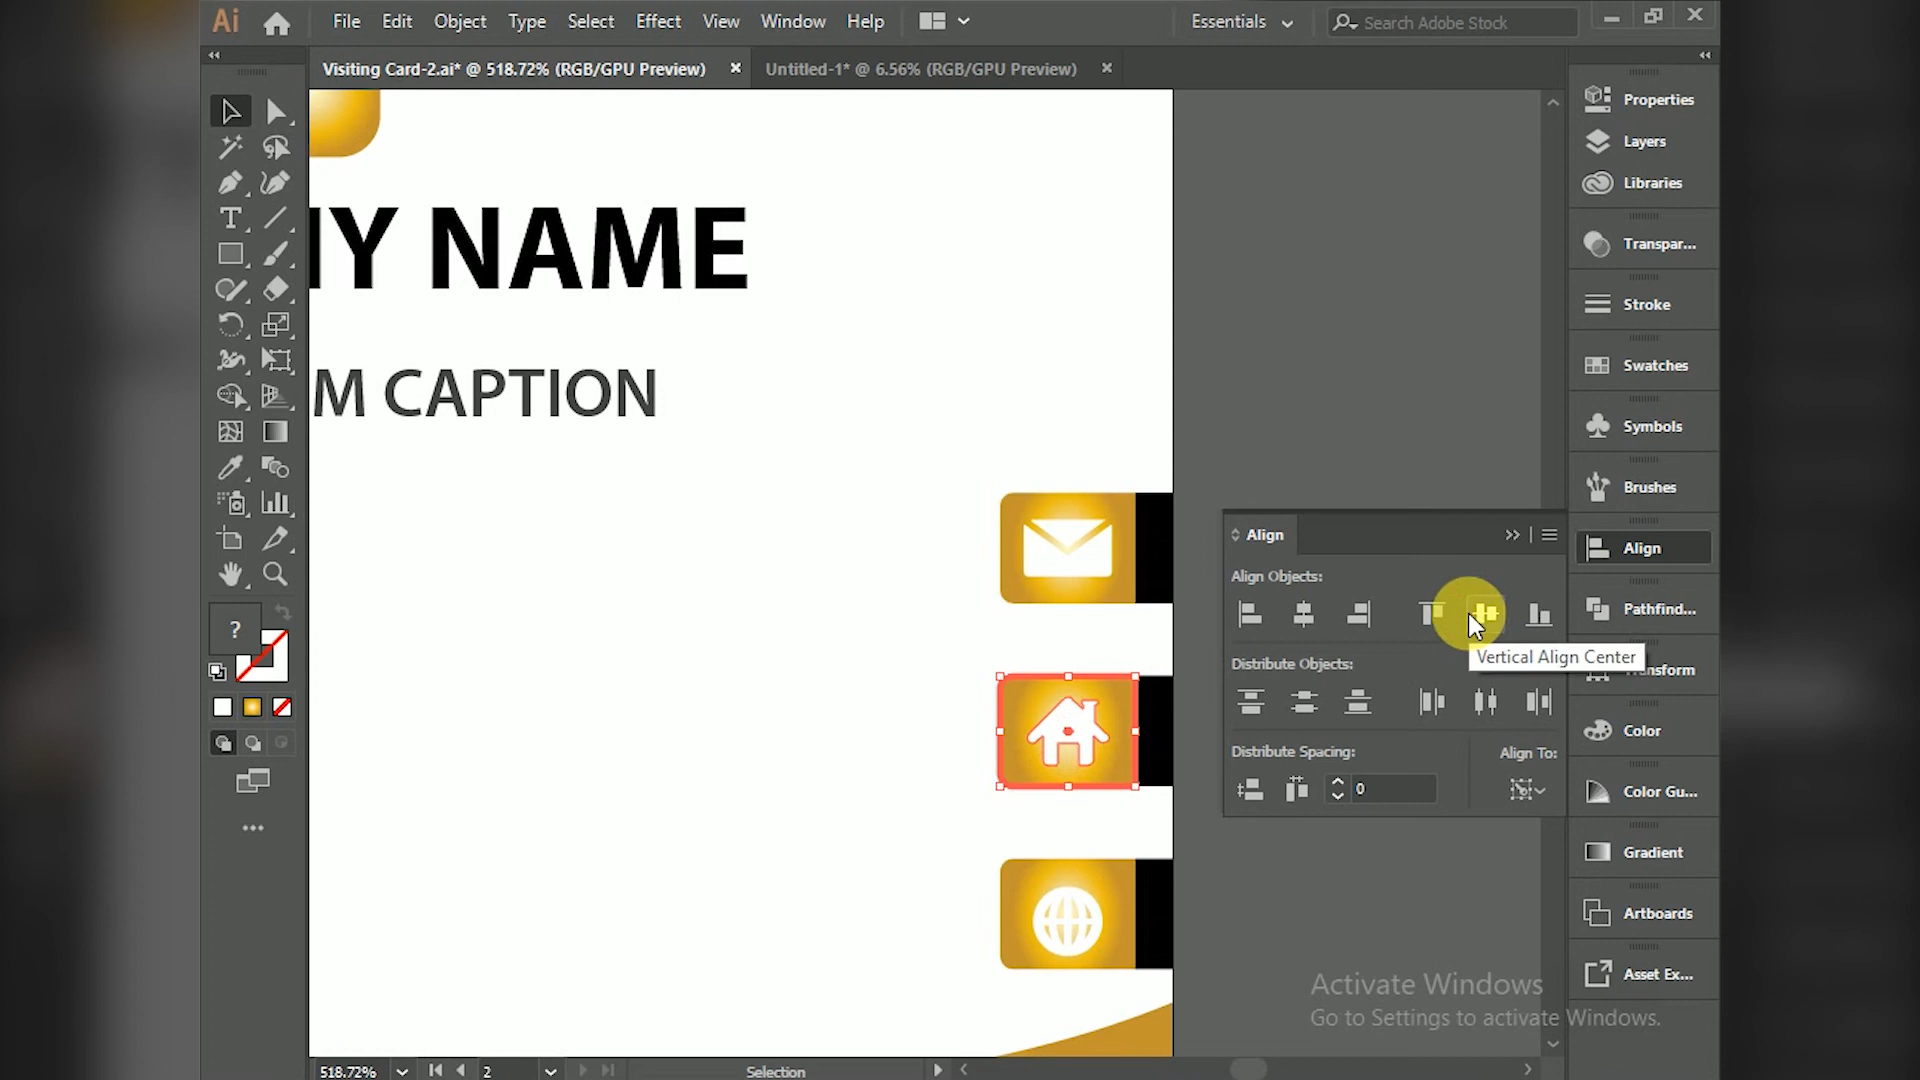 Ai File Edit Object Type Select Effect View Window Help Essentials Search Adobe Stock
Visiting Card-2.ai* @ 518.72% (RGB/GPU Preview) Untitled-1* @ 6.56% (RGB/GPU Preview)
Properties
Layers
Libraries
Y NAME
Transpar...
Stroke
Swatches
M CAPTION
Symbols
Brushes
Align
Align
Align Objects:
Pathfind...
?
Vertical Align Center
nsform
Distribute Objects:
Color
Distribute Spacing: Align To:
0
Color Gu...
Gradient
Artboards
Asset Ex...
Activate Windows
Go to Settings to activate Windows.
518.72% 2 Selection